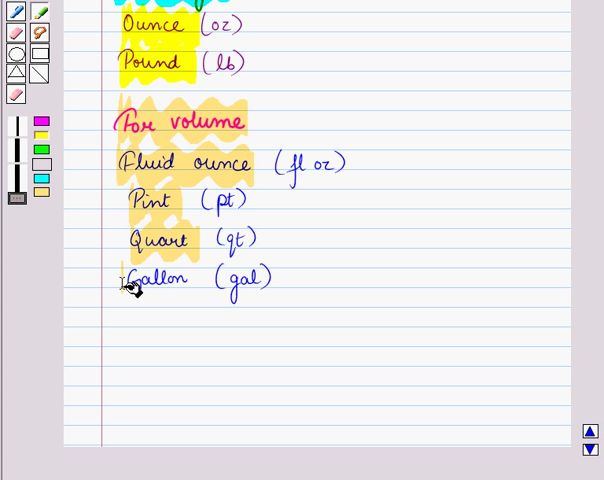 Ounce (oz)
Pound (lb)
For volume
Fluid ounce (fl oz)
Pint (pt)
Quart (qt)
Gallon (gal)